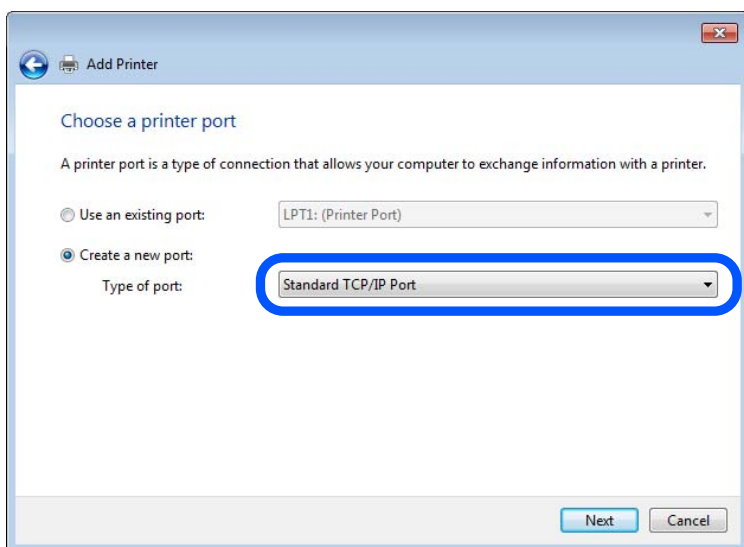 Add Printer
Choose a printer port
A printer port is a type of connection that allows your computer to exchange information with a printer.
Use an existing port: LPT1: (Printer Port)
Create a new port:
Type of port: Standard TCP/IP Port
Next Cancel